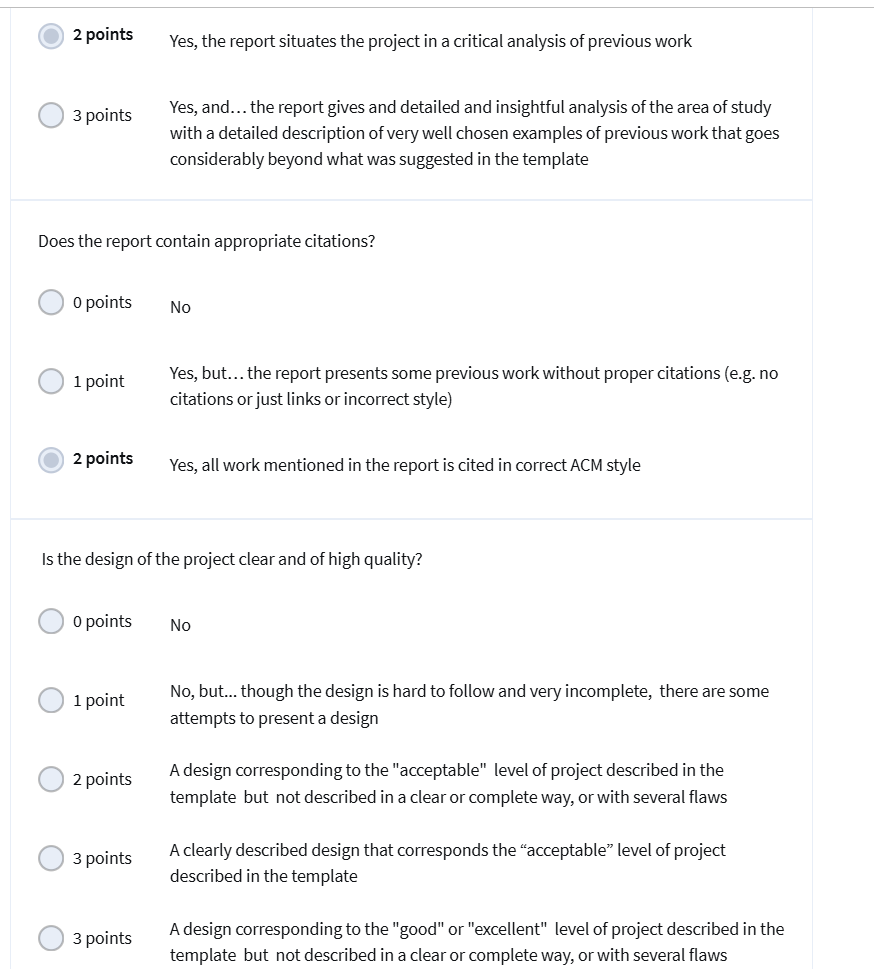 2 points
Yes, the report situates the project in a critical analysis of previous work
3 points
Yes, and... the report gives and detailed and insightful analysis of the area of study
with a detailed description of very well chosen examples of previous work that goes
considerably beyond what was suggested in the template
Does the report contain appropriate citations?
0 points
No
1 point
Yes, but... the report presents some previous work without proper citations (e.g. no
citations or just links or incorrect style)
2 points
Yes, all work mentioned in the report is cited in correct ACM style
Is the design of the project clear and of high quality?
0 points
No
1 point
No, but... though the design is hard to follow and very incomplete,  there are some
attempts to present a design
2 points
A design corresponding to the "acceptable"  level of project described in the
template  but  not described in a clear or complete way, or with several flaws
3 points
A clearly described design that corresponds the “acceptable” level of project
described in the template
3 points
A design corresponding to the "good" or "excellent"  level of project described in the
template  but  not described in a clear or complete way, or with several flaws